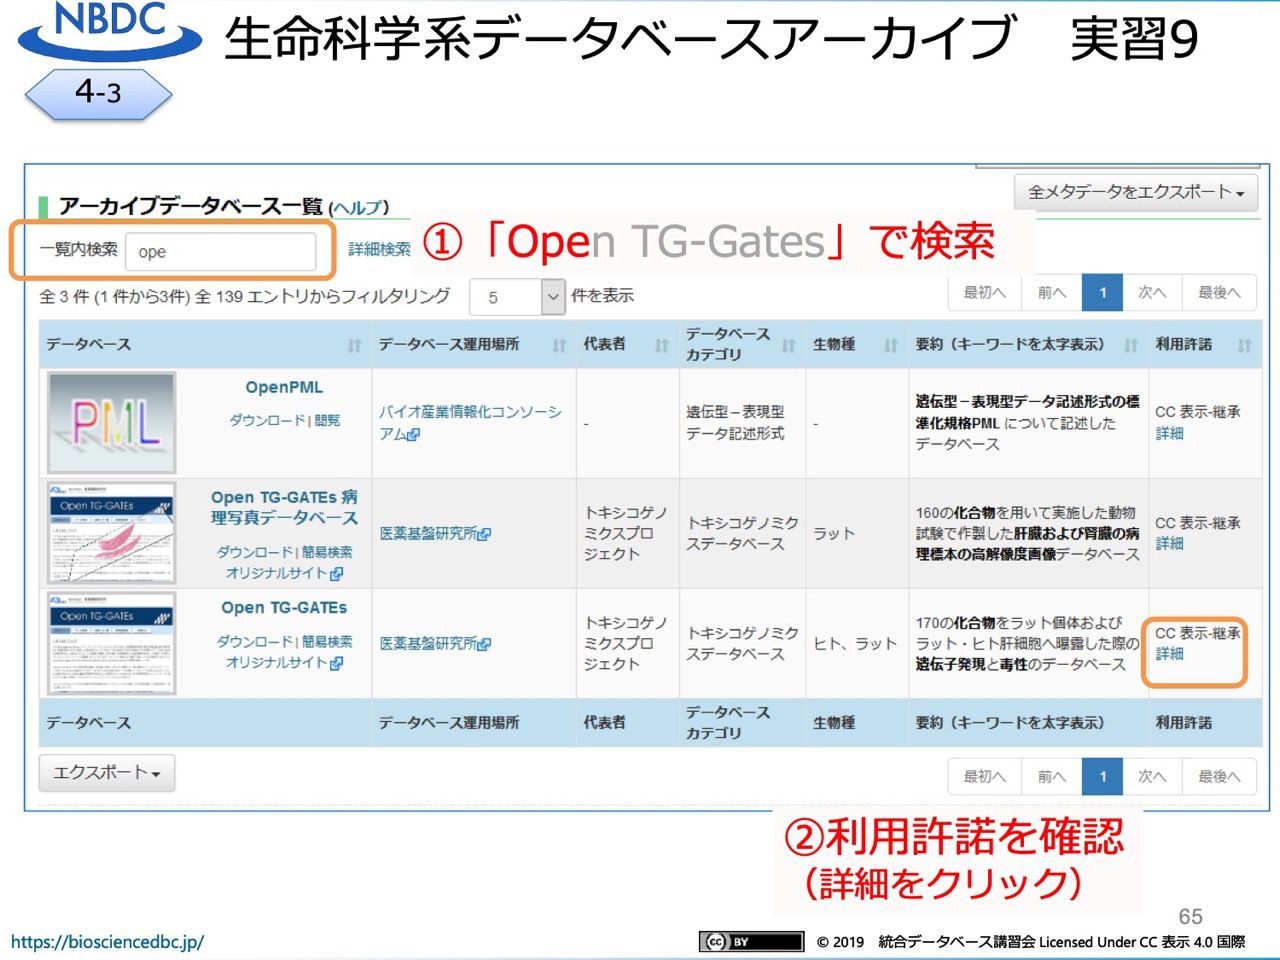 NBDC
生命科学系データベースアーカイブ　実習9
4-3
アーカイブデータベース一覧 (ヘルプ)
全メタデータをエクスポート
一覧内検索 ope 詳細検索
①「Open TG-Gates」で検索
全 3 件 (1 件から3件) 全 139 エントリからフィルタリング 5 件を表示
最初へ 前へ 1 次へ 最後へ
データベース データベース運用場所 代表者 データベースカテゴリ 生物種 要約（キーワードを太字表示） 利用許諾
PML
OpenPML
ダウンロード | 閲覧
バイオ産業情報化コンソーシ
アム
-
遺伝型－表現型
データ記述形式
-
遺伝型－表現型データ記述形式の標
準化規格PML について記述した
データベース
CC 表示-継承
詳細
Open TG-GATEs
Open TG-GATEs 病
理写真データベース
ダウンロード | 簡易検索
オリジナルサイト
医薬基盤研究所
トキシコゲノ
ミクスプロ
ジェクト
トキシコゲノミク
スデータベース
ラット
160の化合物を用いて実施した動物
試験で作製した肝臓および腎臓の病
理標本の高解像度画像データベース
CC 表示-継承
詳細
Open TG-GATEs
Open TG-GATEs
ダウンロード | 簡易検索
オリジナルサイト
医薬基盤研究所
トキシコゲノ
ミクスプロ
ジェクト
トキシコゲノミク
スデータベース
ヒト、ラット
170の化合物をラット個体および
ラット・ヒト肝細胞へ曝露した際の
遺伝子発現と毒性のデータベース
CC 表示-継承
詳細
データベース データベース運用場所 代表者 データベースカテゴリ 生物種 要約（キーワードを太字表示） 利用許諾
エクスポート
最初へ 前へ 1 次へ 最後へ
②利用許諾を確認
（詳細をクリック）
65
https://biosciencedbc.jp/
cc BY © 2019　統合データベース講習会 Licensed Under CC 表示 4.0 国際